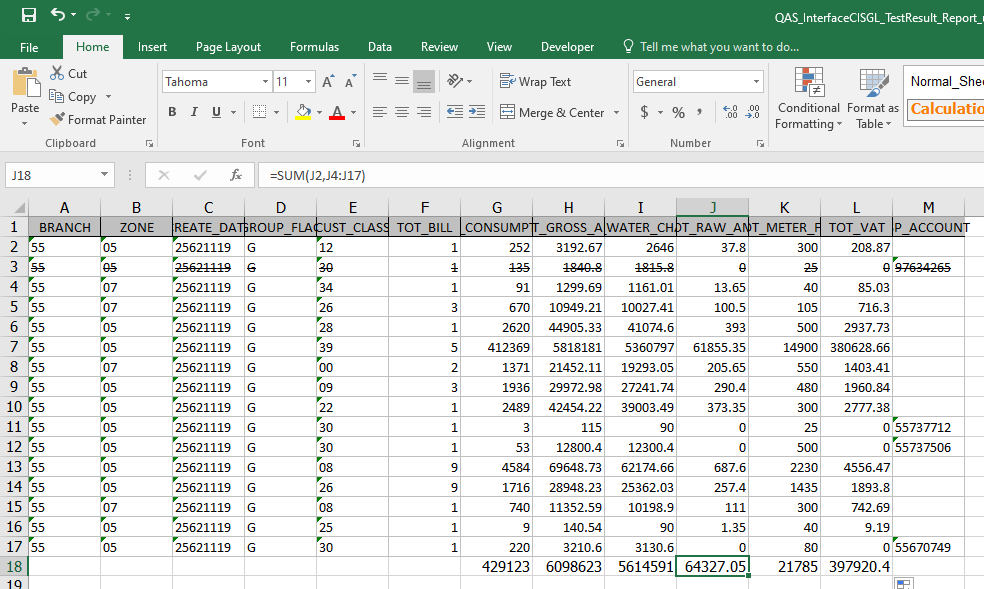 QAS_InterfaceCISGL_TestResult_Report_
File Home Insert Page Layout Formulas Data Review View Developer Tell me what you want to do...
Cut
Copy
Format Painter
Paste
Clipboard
Tahoma 11
B I U
A A
A
Font
Wrap Text
Merge & Center
Alignment
General
$ % ,
.0 .00
Number
Conditional Formatting
Format as Table
Normal_Shee
Calculatio
J18 fx =SUM(J2,J4:J17)
A B C D E F G H I J K L M
1 BRANCH ZONE CREATE_DAT GROUP_FLAG CUST_CLASS TOT_BILL _CONSUMPT T_GROSS_A WATER_CHA OT_RAW_AM OT_METER_F TOT_VAT P_ACCOUNT
2 55 05 25621119 G 12 1 252 3192.67 2646 37.8 300 208.87
3 55 05 25621119 G 30 1 135 1840.8 1815.8 0 25 0 97634265
4 55 07 25621119 G 34 1 91 1299.69 1161.01 13.65 40 85.03
5 55 07 25621119 G 26 3 670 10949.21 10027.41 100.5 105 716.3
6 55 05 25621119 G 28 1 2620 44905.33 41074.6 393 500 2937.73
7 55 05 25621119 G 39 5 412369 5818181 5360797 61855.35 14900 380628.66
8 55 07 25621119 G 00 2 1371 21452.11 19293.05 205.65 550 1403.41
9 55 05 25621119 G 09 3 1936 29972.98 27241.74 290.4 480 1960.84
10 55 05 25621119 G 22 1 2489 42454.22 39003.49 373.35 300 2777.38
11 55 05 25621119 G 30 1 3 115 90 0 25 0 55737712
12 55 05 25621119 G 30 1 53 12800.4 12300.4 0 500 0 55737506
13 55 05 25621119 G 08 9 4584 69648.73 62174.66 687.6 2230 4556.47
14 55 05 25621119 G 26 9 1716 28948.23 25362.03 257.4 1435 1893.8
15 55 07 25621119 G 08 1 740 11352.59 10198.9 111 300 742.69
16 55 05 25621119 G 25 1 9 140.54 90 1.35 40 9.19
17 55 05 25621119 G 30 1 220 3210.6 3130.6 0 80 0 55670749
18 429123 6098623 5614591 64327.05 21785 397920.4
19